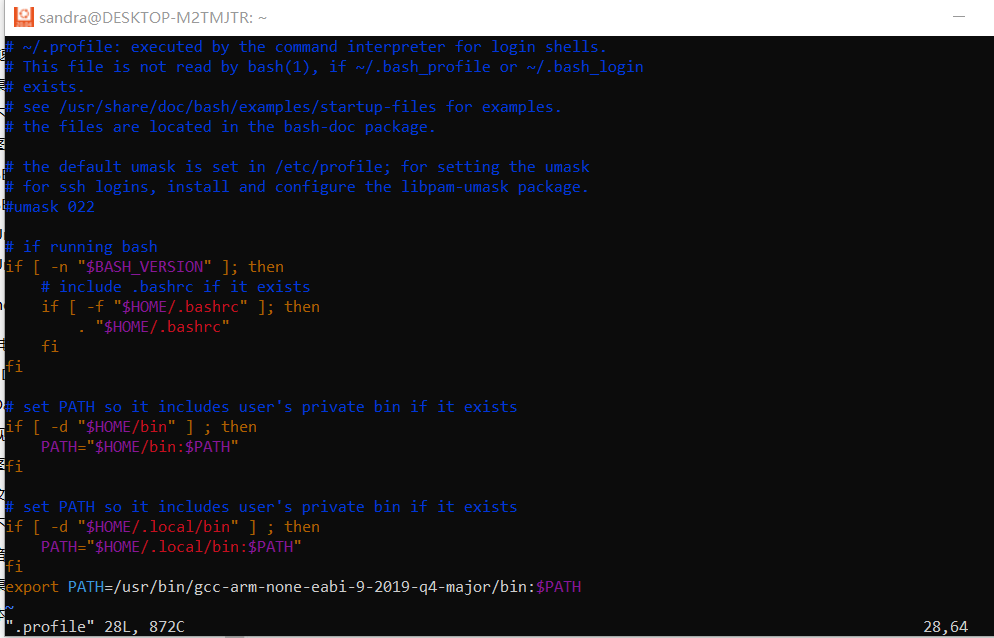 sandra@DESKTOP-M2TMJTR: ~
# ~/.profile: executed by the command interpreter for login shells.
# This file is not read by bash(1), if ~/.bash_profile or ~/.bash_login
# exists.
# see /usr/share/doc/bash/examples/startup-files for examples.
# the files are located in the bash-doc package.

# the default umask is set in /etc/profile; for setting the umask
# for ssh logins, install and configure the libpam-umask package.
#umask 022

# if running bash
if [ -n "$BASH_VERSION" ]; then
    # include .bashrc if it exists
    if [ -f "$HOME/.bashrc" ]; then
        . "$HOME/.bashrc"
    fi
fi

# set PATH so it includes user's private bin if it exists
if [ -d "$HOME/bin" ] ; then
    PATH="$HOME/bin:$PATH"
fi

# set PATH so it includes user's private bin if it exists
if [ -d "$HOME/.local/bin" ] ; then
    PATH="$HOME/.local/bin:$PATH"
fi
export PATH=/usr/bin/gcc-arm-none-eabi-9-2019-q4-major/bin:$PATH
~
".profile" 28L, 872C 28,64